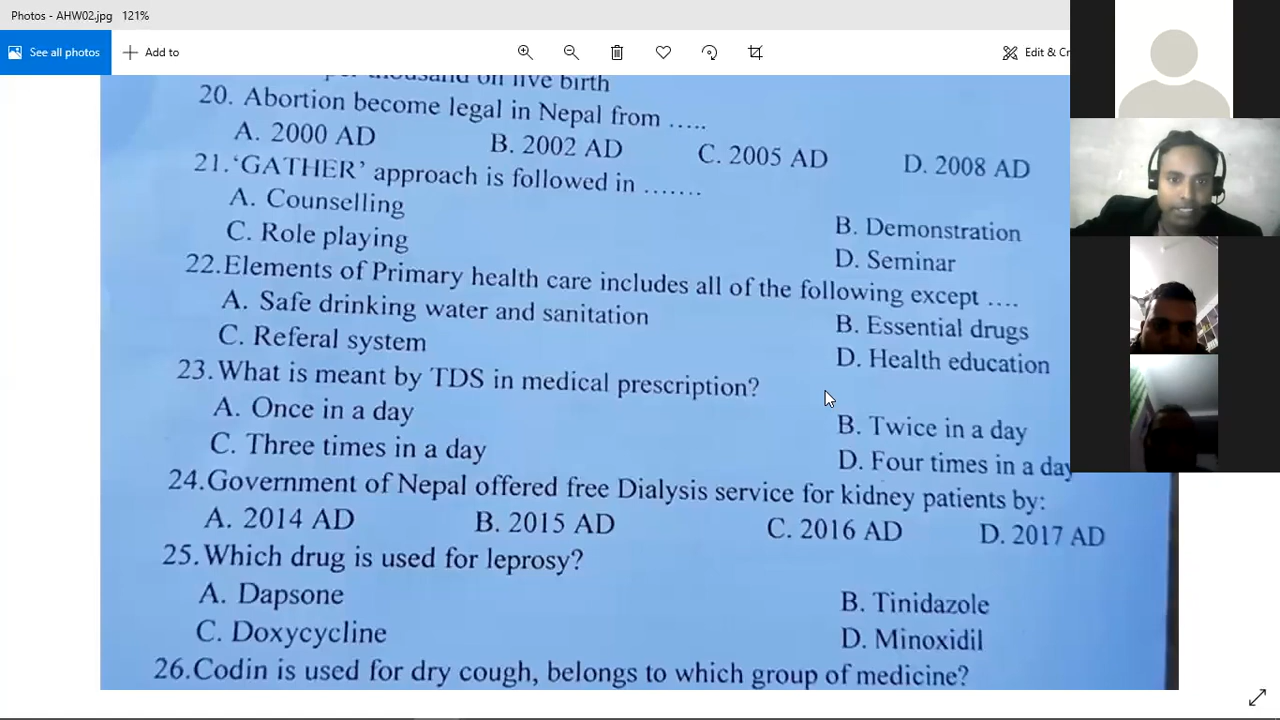 Photos - AHW02.jpg 121%
See all photos
Add to
Edit & Cr
per thousand on live birth
20. Abortion become legal in Nepal from .....
A. 2000 AD B. 2002 AD C. 2005 AD D. 2008 AD
21. ‘GATHER’ approach is followed in .......
A. Counselling B. Demonstration
C. Role playing D. Seminar
22. Elements of Primary health care includes all of the following except ....
A. Safe drinking water and sanitation B. Essential drugs
C. Referal system D. Health education
23. What is meant by TDS in medical prescription?
A. Once in a day B. Twice in a day
C. Three times in a day D. Four times in a day
24. Government of Nepal offered free Dialysis service for kidney patients by:
A. 2014 AD B. 2015 AD C. 2016 AD D. 2017 AD
25. Which drug is used for leprosy?
A. Dapsone B. Tinidazole
C. Doxycycline D. Minoxidil
26. Codin is used for dry cough, belongs to which group of medicine?